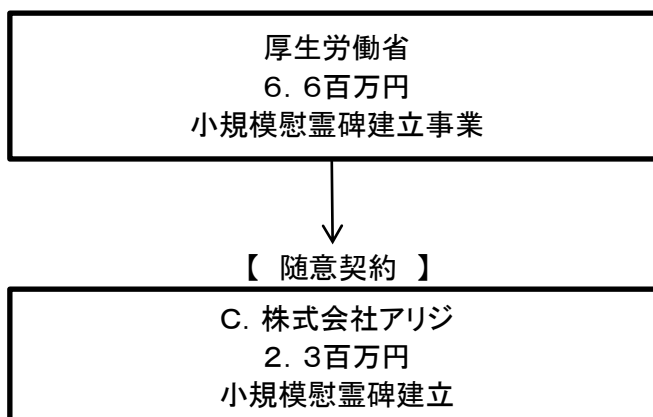 厚生労働省
6．6百万円
小規模慰霊碑建立事業
【 随意契約 】
C．株式会社アリジ
2．3百万円
小規模慰霊碑建立